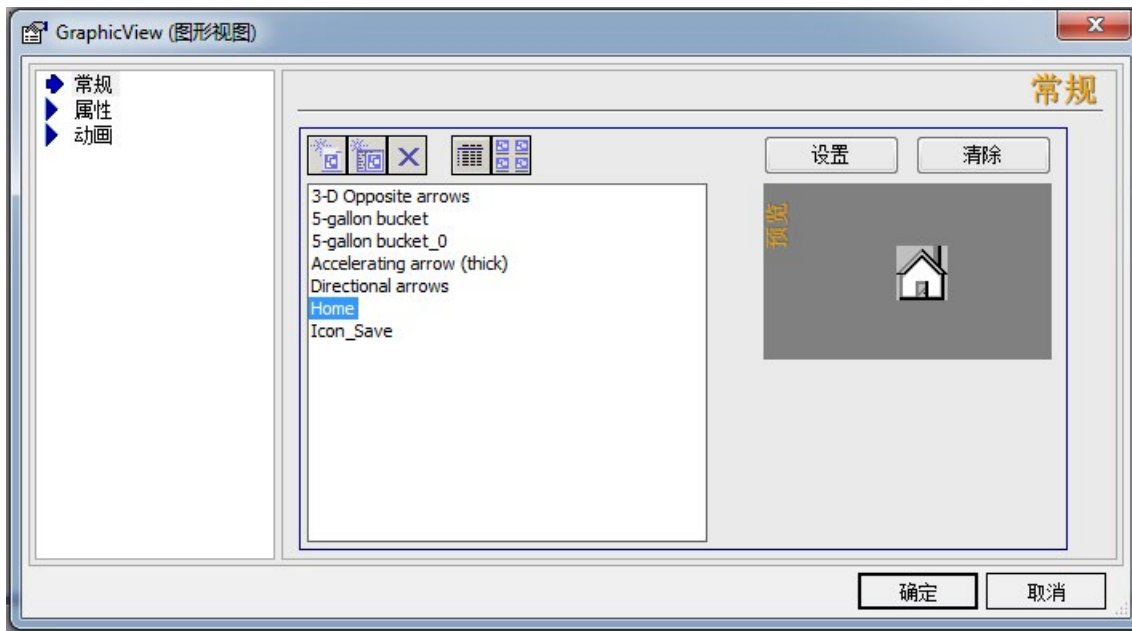 GraphicView (图形视图)
常规
属性
动画
常规
设置
清除
3-D Opposite arrows
5-gallon bucket
5-gallon bucket_0
Accelerating arrow (thick)
Directional arrows
Home
Icon_Save
预览
确定
取消